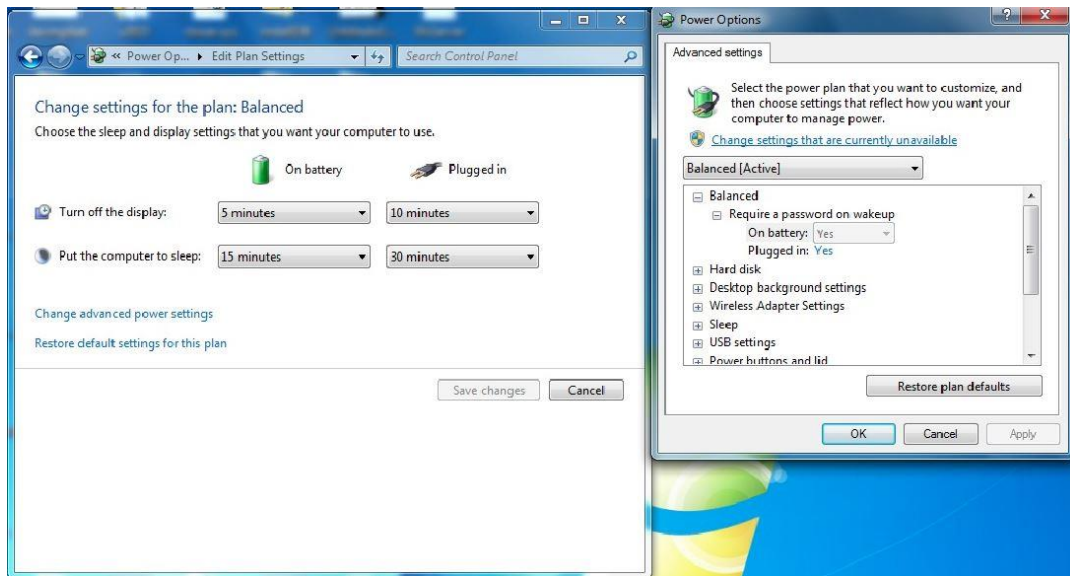 « Power Op... ▸ Edit Plan Settings
Search Control Panel
Change settings for the plan: Balanced
Choose the sleep and display settings that you want your computer to use.
On battery Plugged in
Turn off the display: 5 minutes 10 minutes
Put the computer to sleep: 15 minutes 30 minutes
Change advanced power settings
Restore default settings for this plan
Save changes Cancel
Power Options
Advanced settings
Select the power plan that you want to customize, and
then choose settings that reflect how you want your
computer to manage power.
Change settings that are currently unavailable
Balanced [Active]
Balanced
Require a password on wakeup
On battery: Yes
Plugged in: Yes
Hard disk
Desktop background settings
Wireless Adapter Settings
Sleep
USB settings
Power buttons and lid
Restore plan defaults
OK Cancel Apply